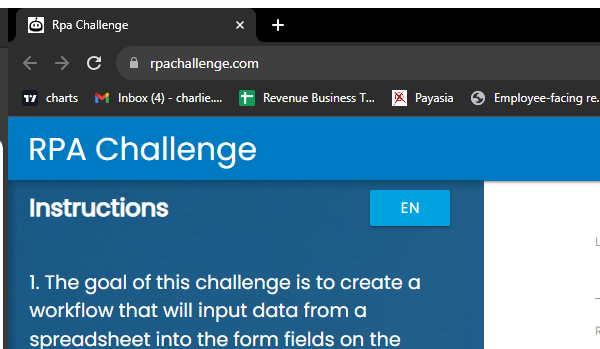 Rpa Challenge
rpachallenge.com
charts Inbox (4) - charlie.... Revenue Business T... Payasia Employee-facing re.
RPA Challenge
Instructions EN
1. The goal of this challenge is to create a
workflow that will input data from a
spreadsheet into the form fields on the